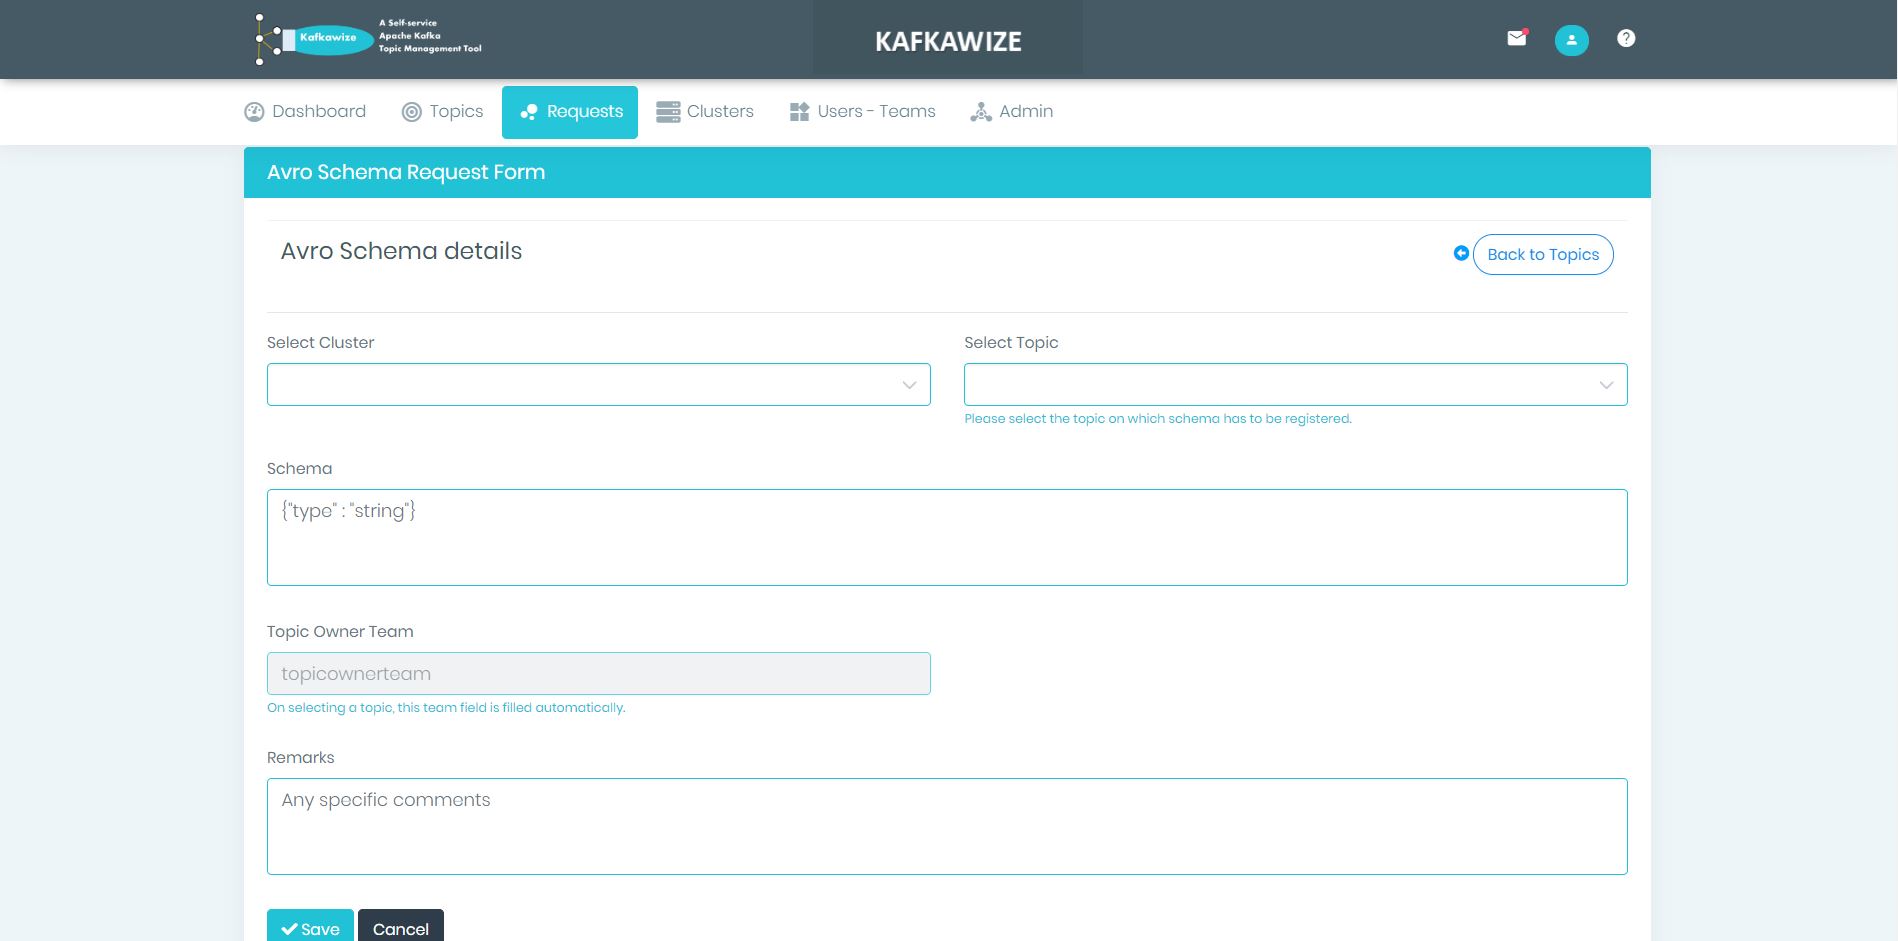 Kafkawize
A Self-service
Apache Kafka
Topic Management Tool
KAFKAWIZE
Dashboard
Topics
Requests
Clusters
Users - Teams
Admin
Avro Schema Request Form
Avro Schema details
Back to Topics
Select Cluster
Select Topic
Please select the topic on which schema has to be registered.
Schema
{"type" : "string"}
Topic Owner Team
topicownerteam
On selecting a topic, this team field is filled automatically.
Remarks
Any specific comments
Save
Cancel